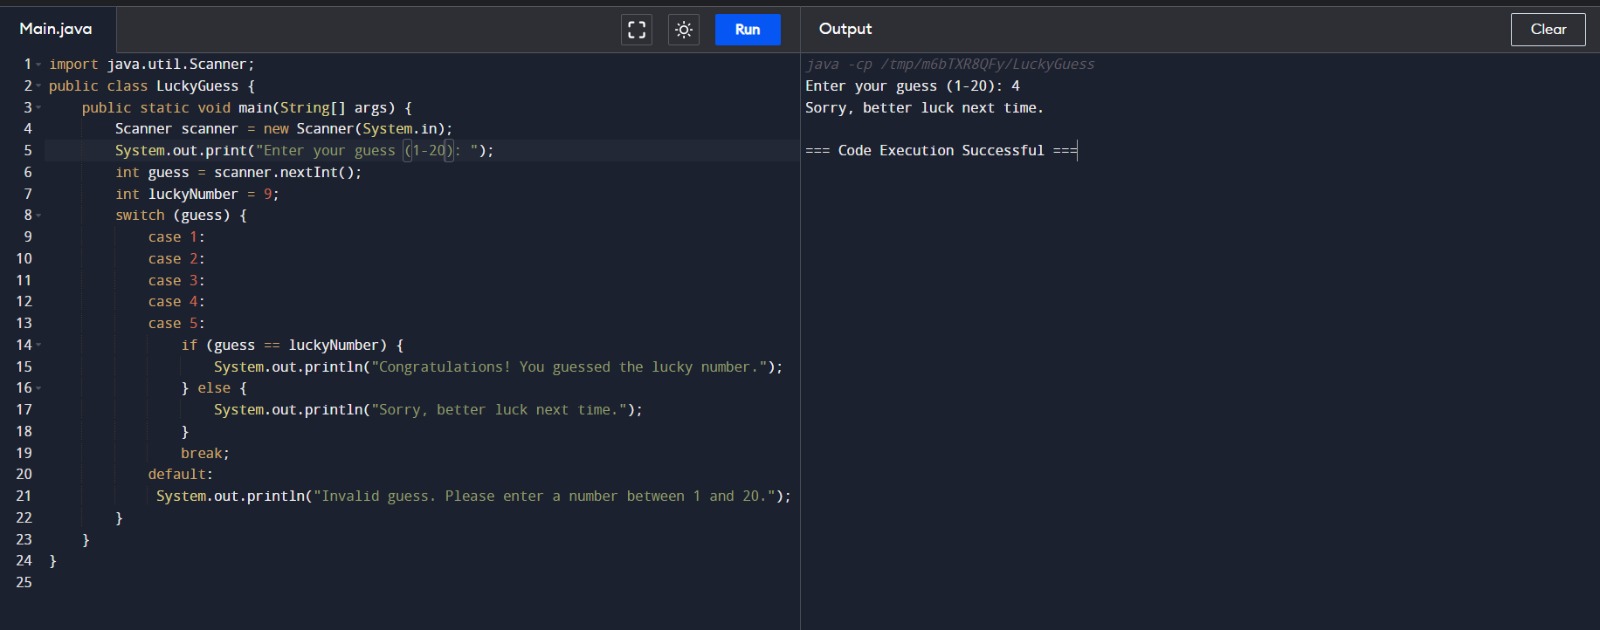 Main.java
Run
Output
Clear
1 import java.util.Scanner;
2 public class LuckyGuess {
3     public static void main(String[] args) {
4         Scanner scanner = new Scanner(System.in);
5         System.out.print("Enter your guess (1-20): ");
6         int guess = scanner.nextInt();
7         int luckyNumber = 9;
8         switch (guess) {
9             case 1:
10             case 2:
11             case 3:
12             case 4:
13             case 5:
14                 if (guess == luckyNumber) {
15                     System.out.println("Congratulations! You guessed the lucky number.");
16                 } else {
17                     System.out.println("Sorry, better luck next time.");
18                 }
19                 break;
20             default:
21              System.out.println("Invalid guess. Please enter a number between 1 and 20.");
22         }
23     }
24 }
25
java -cp /tmp/m6bTXR8QFy/LuckyGuess
Enter your guess (1-20): 4
Sorry, better luck next time.
=== Code Execution Successful ===